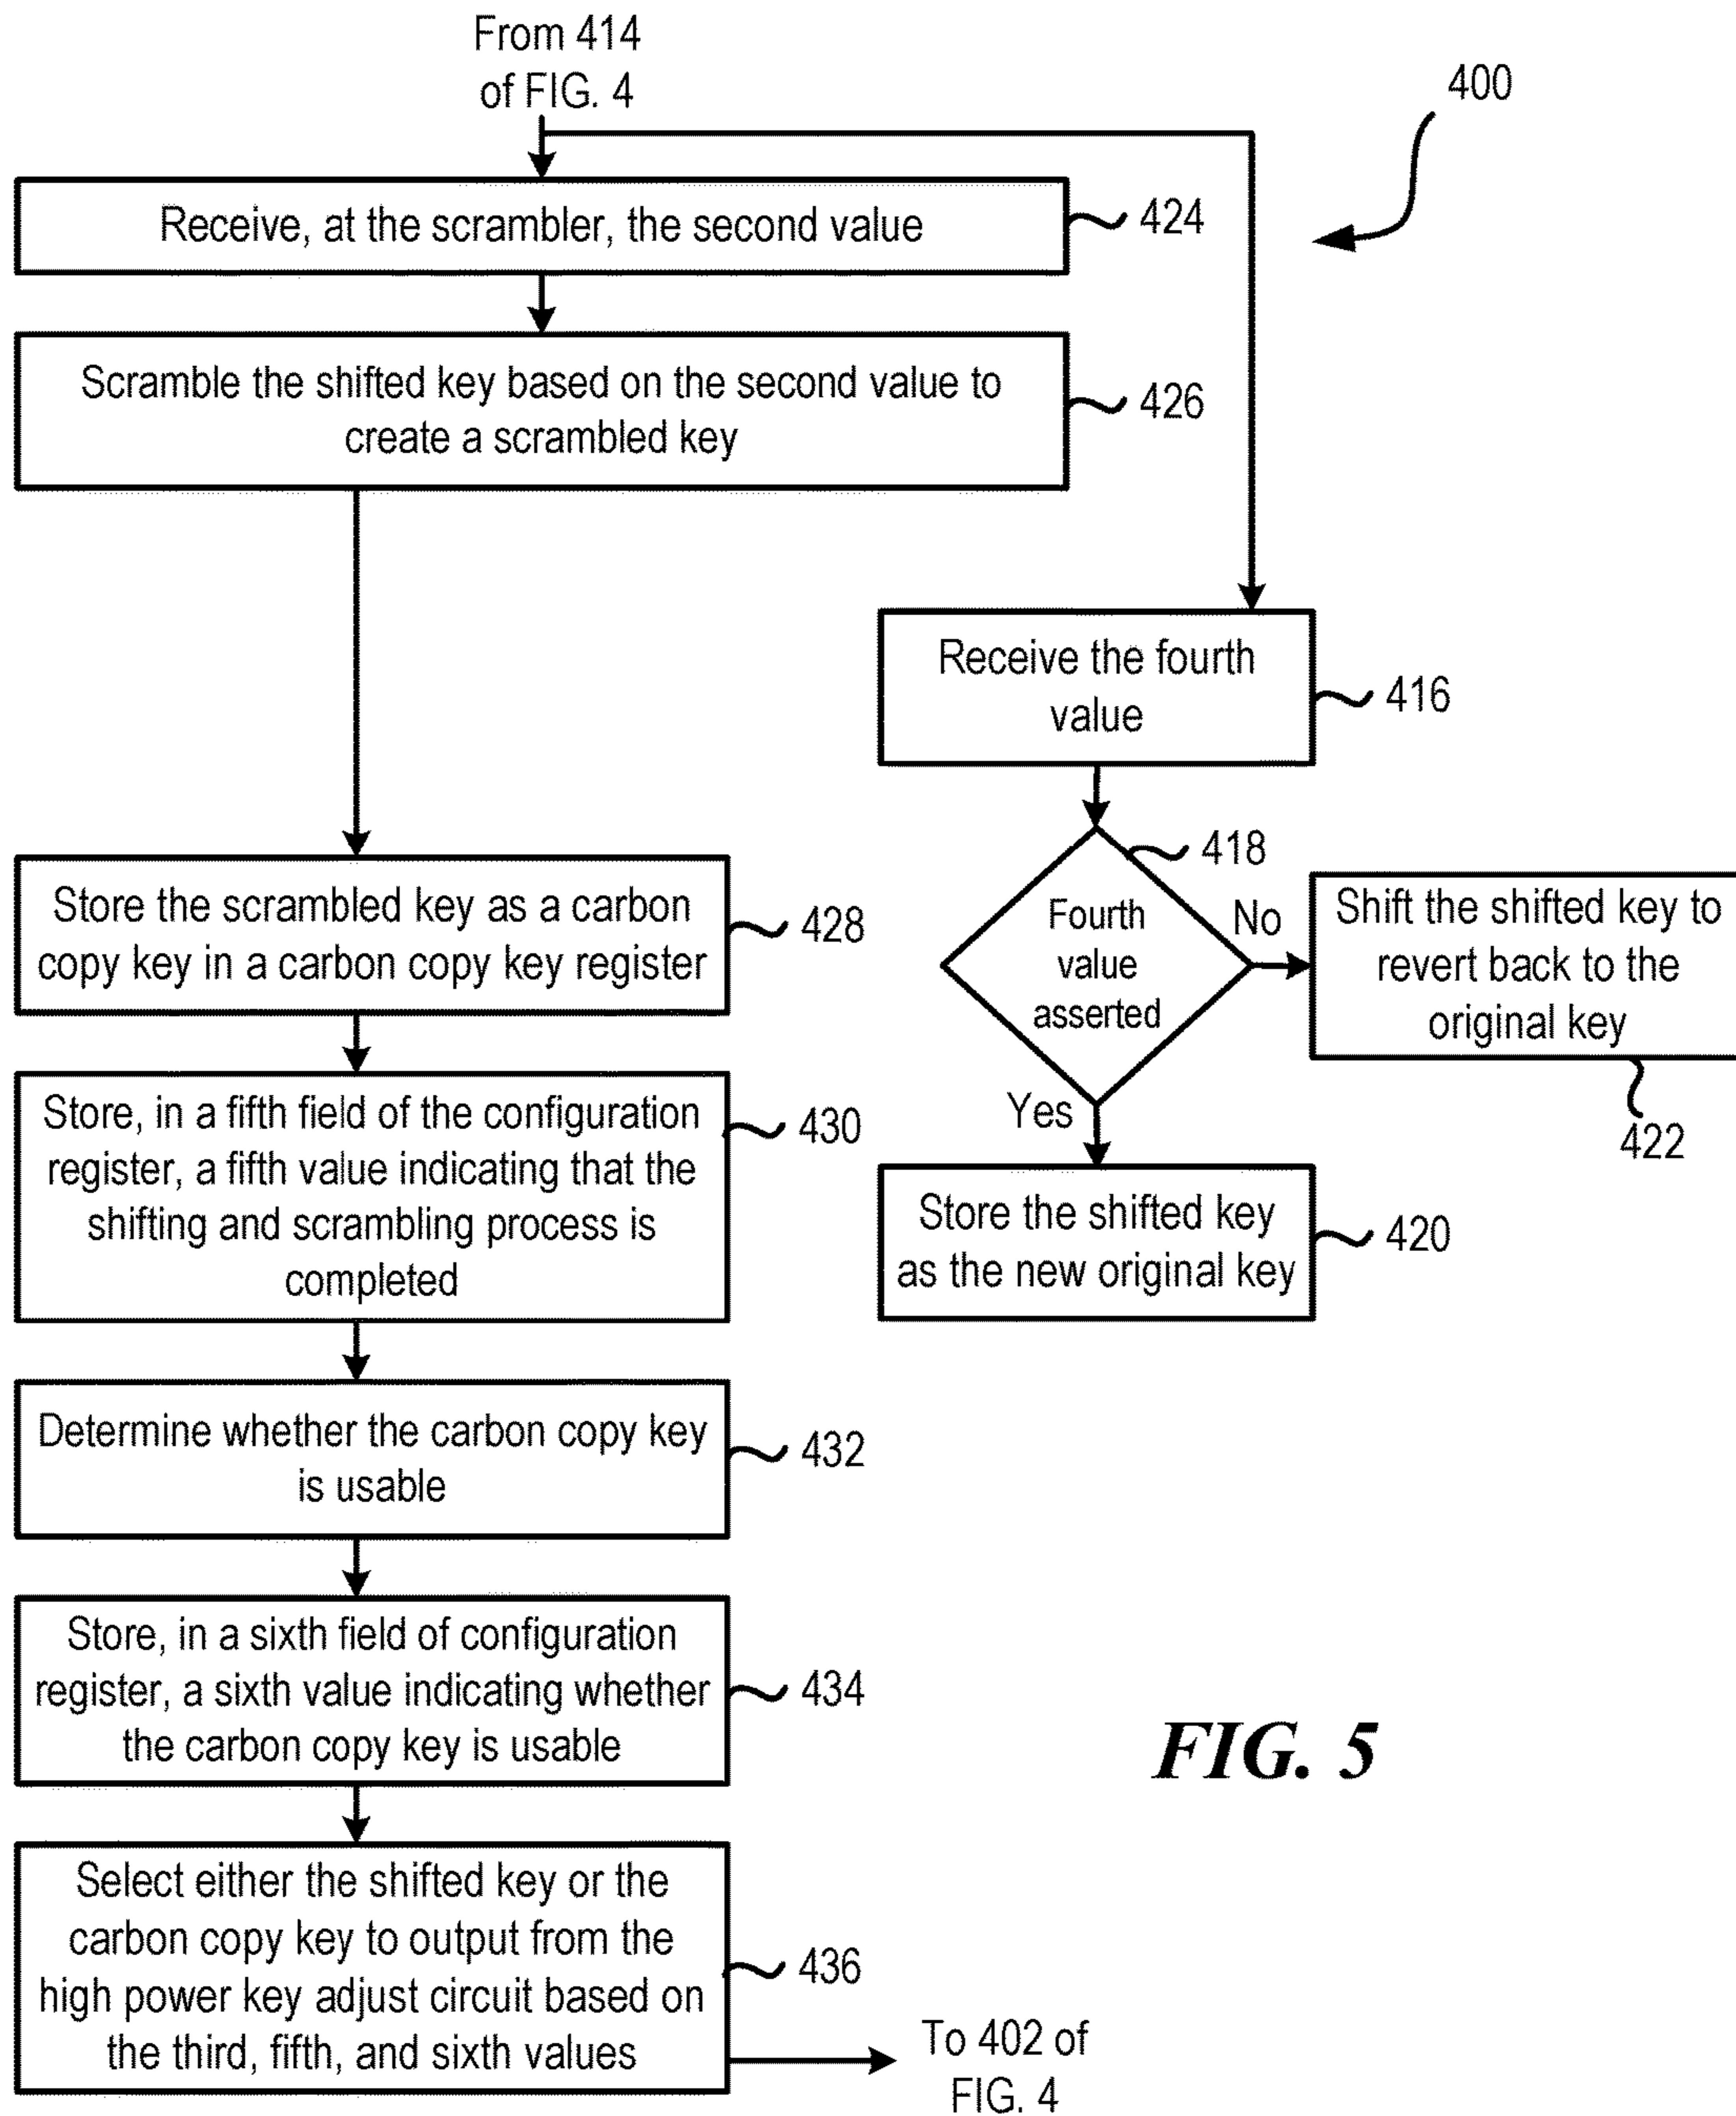 From 414
of FIG. 4
400
Receive, at the scrambler, the second value
424
Scramble the shifted key based on the second value to
create a scrambled key
426
Receive the fourth
value
416
418
Fourth
value
asserted
No
Yes
Shift the shifted key to
revert back to the
original key
422
Store the shifted key
as the new original key
420
Store the scrambled key as a carbon
copy key in a carbon copy key register
428
Store, in a fifth field of the configuration
register, a fifth value indicating that the
shifting and scrambling process is
completed
430
Determine whether the carbon copy key
is usable
432
Store, in a sixth field of configuration
register, a sixth value indicating whether
the carbon copy key is usable
434
Select either the shifted key or the
carbon copy key to output from the
high power key adjust circuit based on
the third, fifth, and sixth values
436
To 402 of
FIG. 4
FIG. 5